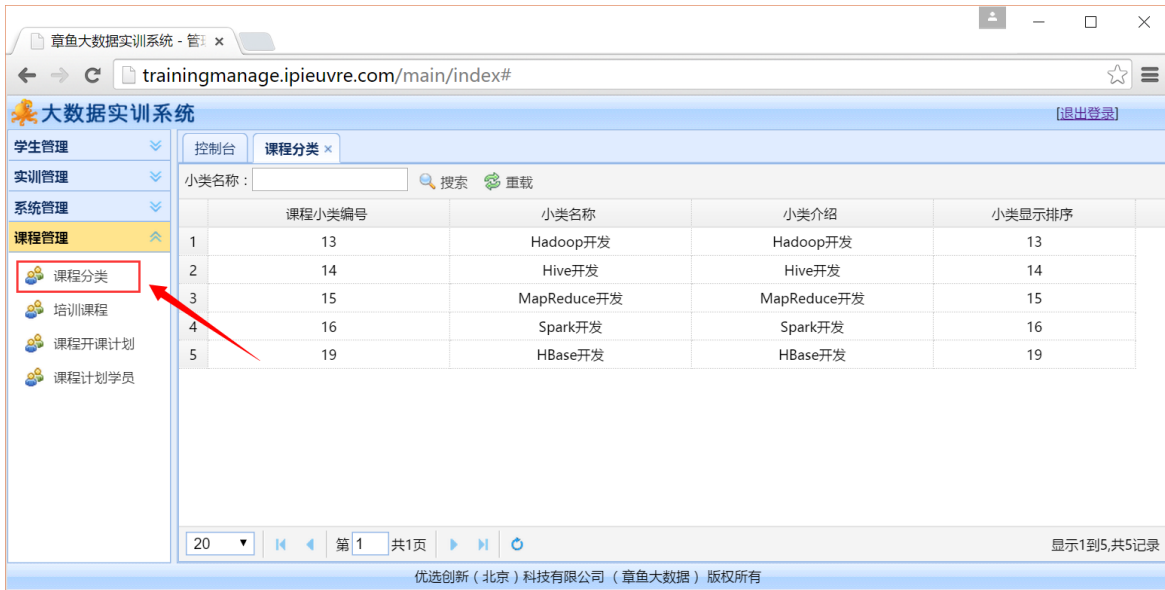 章鱼大数据实训系统 - 管
trainingmanage.ipieuvre.com/main/index#
大数据实训系统
[退出登录]
学生管理
实训管理
系统管理
课程管理
课程分类
培训课程
课程开课计划
课程计划学员
控制台 课程分类 ×
小类名称： 搜索 重载
课程小类编号 小类名称 小类介绍 小类显示排序
1 13 Hadoop开发 Hadoop开发 13
2 14 Hive开发 Hive开发 14
3 15 MapReduce开发 MapReduce开发 15
4 16 Spark开发 Spark开发 16
5 19 HBase开发 HBase开发 19
20 第 1 共1页 显示1到5,共5记录
优选创新（北京）科技有限公司（章鱼大数据）版权所有